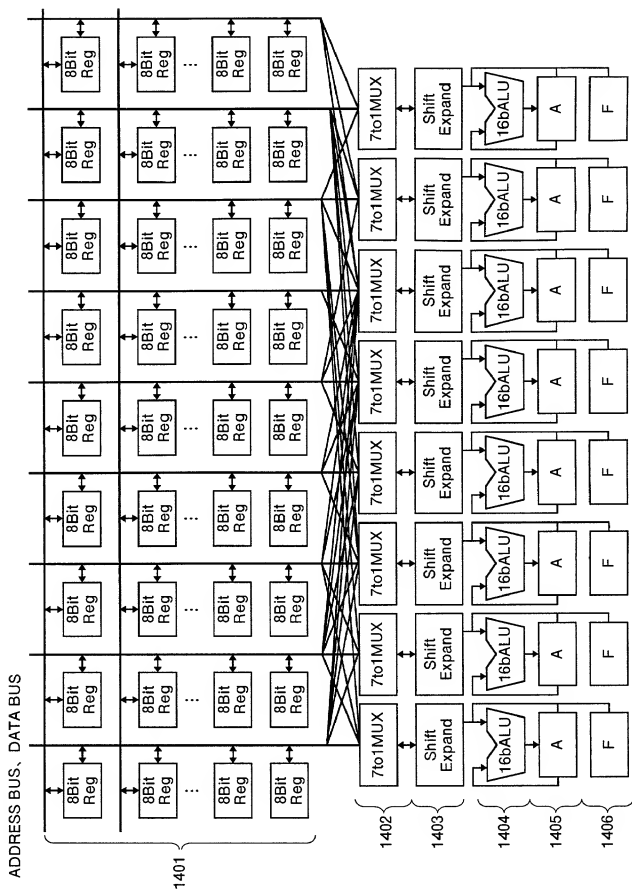 ADDRESS BUS、DATA BUS
8Bit 8Bit 8Bit 8Bit 8Bit 8Bit 8Bit 8Bit 8Bit
Reg Reg Reg Reg Reg Reg Reg Reg Reg
8Bit 8Bit 8Bit 8Bit 8Bit 8Bit 8Bit 8Bit 8Bit
Reg Reg Reg Reg Reg Reg Reg Reg Reg
1401
... ... ... ... ... ... ... ... ...
8Bit 8Bit 8Bit 8Bit 8Bit 8Bit 8Bit 8Bit 8Bit
Reg Reg Reg Reg Reg Reg Reg Reg Reg
8Bit 8Bit 8Bit 8Bit 8Bit 8Bit 8Bit 8Bit 8Bit
Reg Reg Reg Reg Reg Reg Reg Reg Reg
1402 7to1MUX 7to1MUX 7to1MUX 7to1MUX 7to1MUX 7to1MUX 7to1MUX 7to1MUX
Shift Shift Shift Shift Shift Shift Shift Shift
1403 Expand Expand Expand Expand Expand Expand Expand Expand
1404 16bALU 16bALU 16bALU 16bALU 16bALU 16bALU 16bALU 16bALU
1405 A A A A A A A A
1406 F F F F F F F F